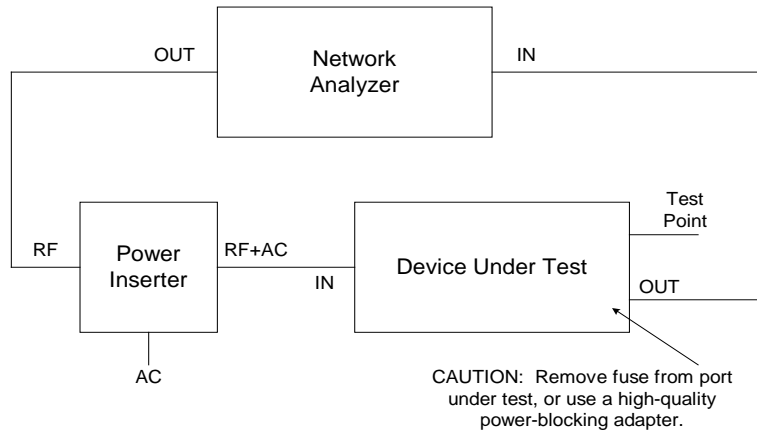 OUT
Network
Analyzer
IN
Test
Point
RF
Power
Inserter
RF+AC
IN
Device Under Test
OUT
AC
CAUTION: Remove fuse from port
under test, or use a high-quality
power-blocking adapter.